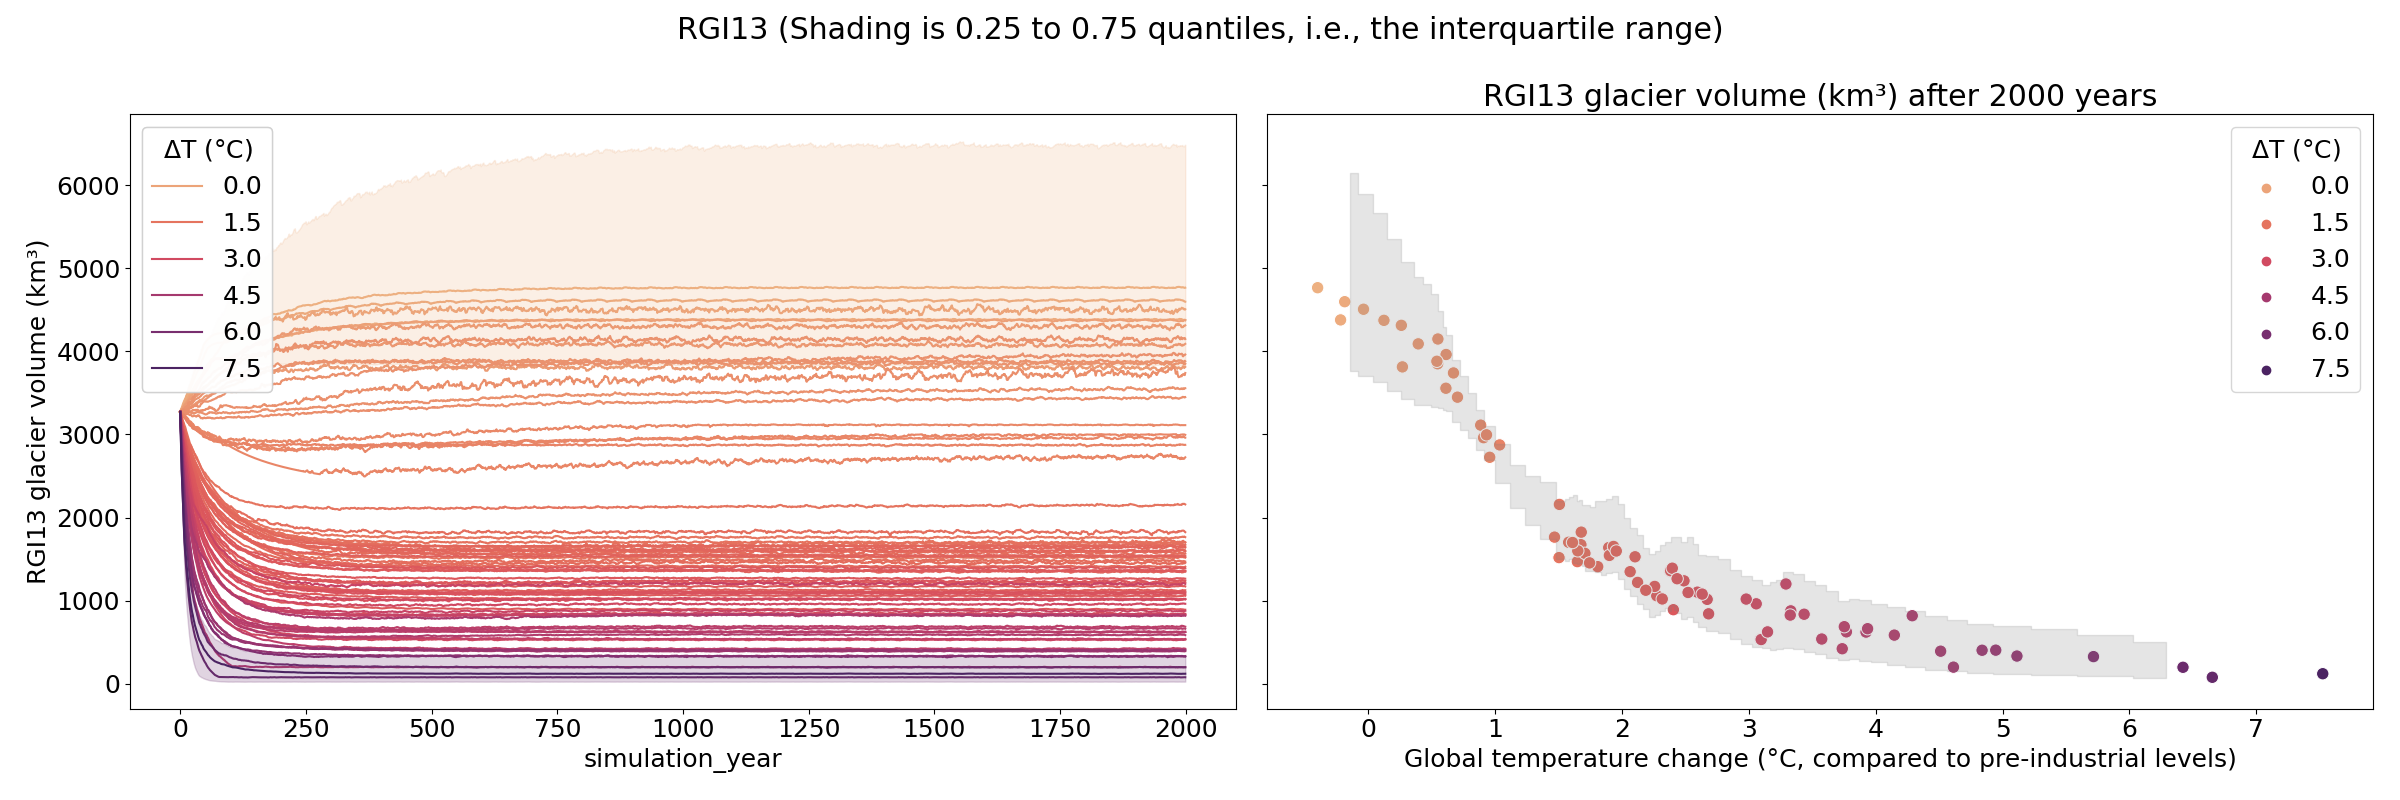 RGI13 (Shading is 0.25 to 0.75 quantiles, i.e., the interquartile range)
RGI13 glacier volume (km³)
0
1000
2000
3000
4000
5000
6000
ΔT (°C)
0.0
1.5
3.0
4.5
6.0
7.5
0 250 500 750 1000 1250 1500 1750 2000
simulation_year
RGI13 glacier volume (km³) after 2000 years
ΔT (°C)
0.0
1.5
3.0
4.5
6.0
7.5
0 1 2 3 4 5 6 7
Global temperature change (°C, compared to pre-industrial levels)